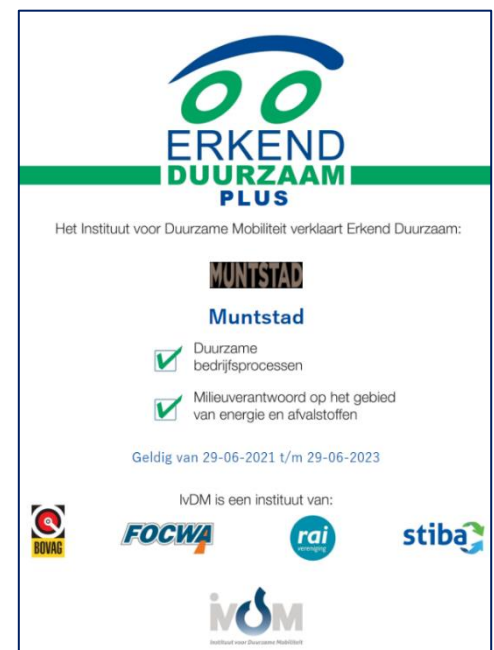 ERKEND
DUURZAAM
PLUS
Het Instituut voor Duurzame Mobiliteit verklaart Erkend Duurzaam:
MUNTSTAD
Muntstad
Duurzame
bedrijfsprocessen
Milieuverantwoord op het gebied
van energie en afvalstoffen
Geldig van 29-06-2021 t/m 29-06-2023
IvDM is een instituut van:
BOVAG FOCWA rai vereniging stiba
ivDM
Instituut voor Duurzame Mobiliteit